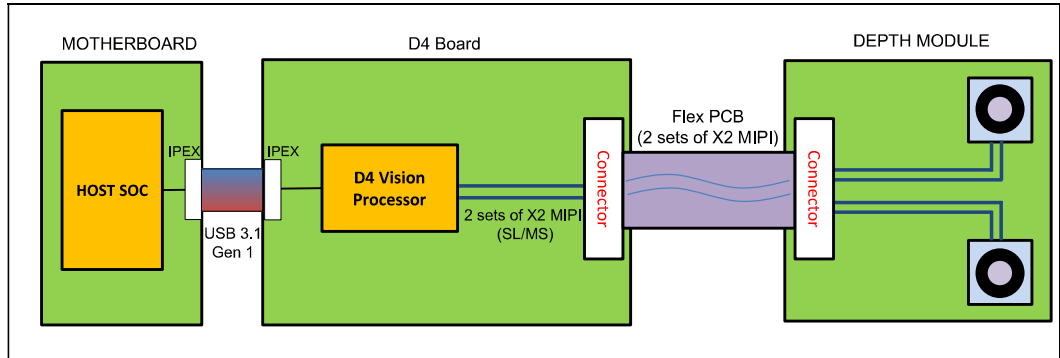 MOTHERBOARD
D4 Board
DEPTH MODULE
HOST SOC
IPEX
IPEX
USB 3.1
Gen 1
D4 Vision
Processor
2 sets of X2 MIPI
(SL/MS)
Connector
Flex PCB
(2 sets of X2 MIPI)
Connector